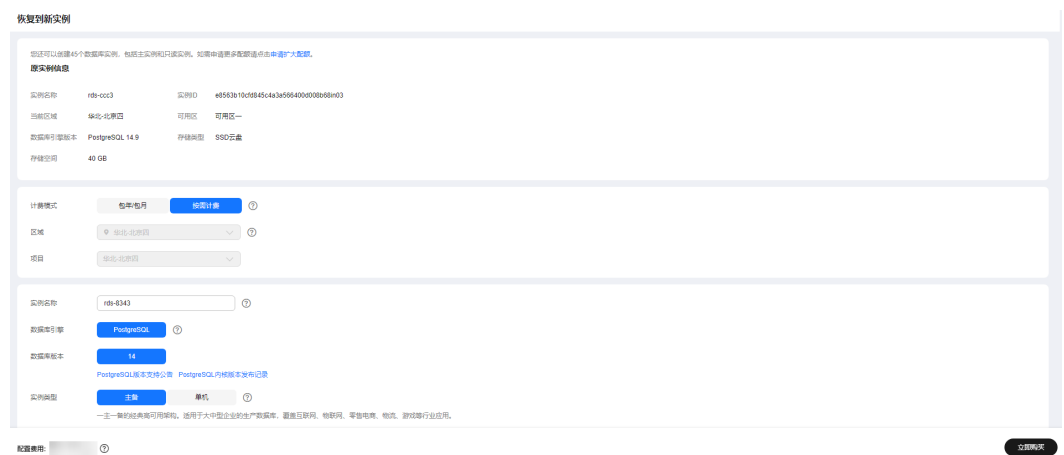 恢复到新实例
您还可以创建45个数据库实例，包括主实例和只读实例。如需申请更多配额请点击申请扩大配额。
原实例信息
实例名称 rds-ccc3 实例ID e8563b10cfd845c4a3a566400d008b68in03
当前区域 华北-北京四 可用区 可用区一
数据库引擎版本 PostgreSQL 14.9 存储类型 SSD云盘
存储空间 40 GB
计费模式 包年/包月 按需计费
区域 华北-北京四
项目 华北-北京四
实例名称 rds-8343
数据库引擎 PostgreSQL
数据库版本 14
PostgreSQL版本支持公告 PostgreSQL内核版本发布记录
实例类型 主备 单机
一主一备的经典高可用架构。适用于大中型企业的生产数据库，覆盖互联网、物联网、零售电商、物流、游戏等行业应用。
配置费用: 立即购买